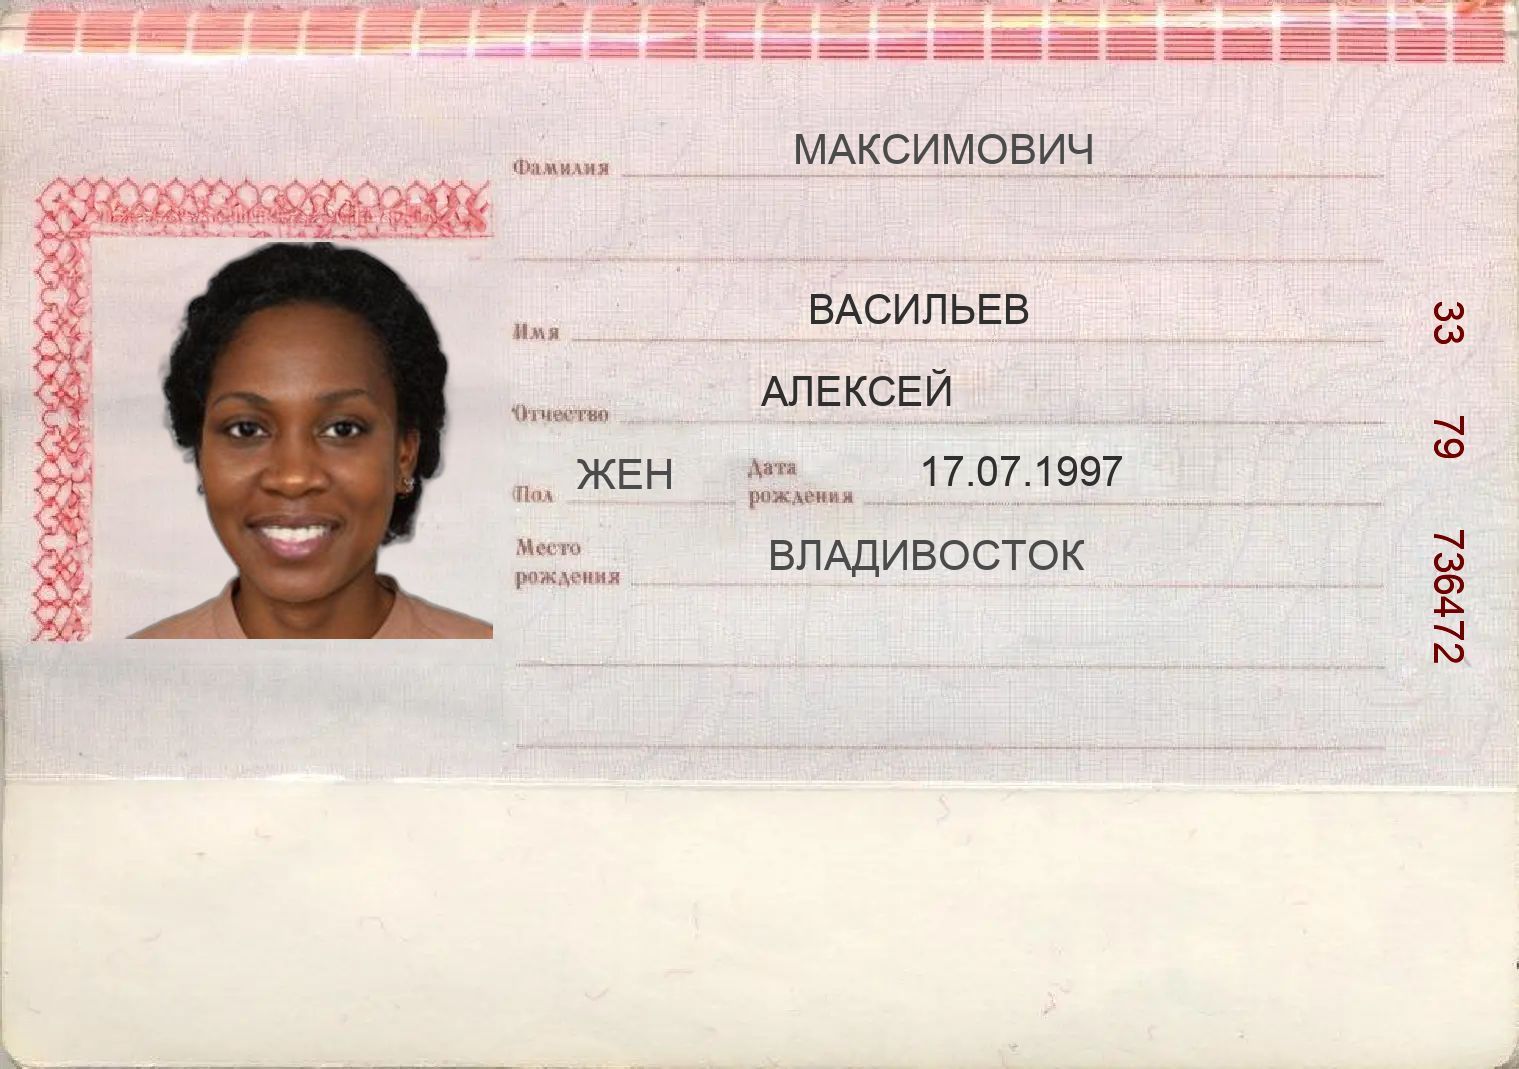 Фамилия МАКСИМОВИЧ
Имя ВАСИЛЬЕВ
Отчество АЛЕКСЕЙ
Пол ЖЕН Дата рождения 17.07.1997
Место рождения ВЛАДИВОСТОК
33 79 736472